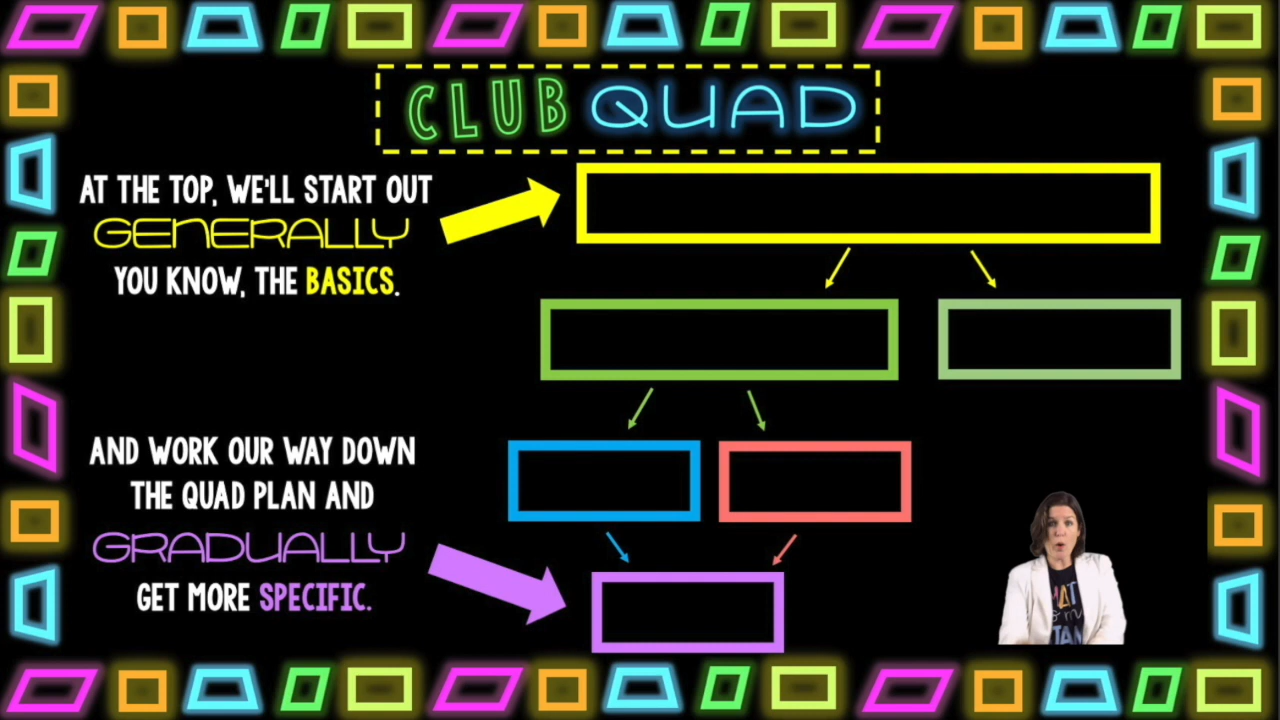 CLUB QUAD
AT THE TOP, WE'LL START OUT
GENERALLY
YOU KNOW, THE BASICS.
AND WORK OUR WAY DOWN
THE QUAD PLAN AND
GRADUALLY
GET MORE SPECIFIC.